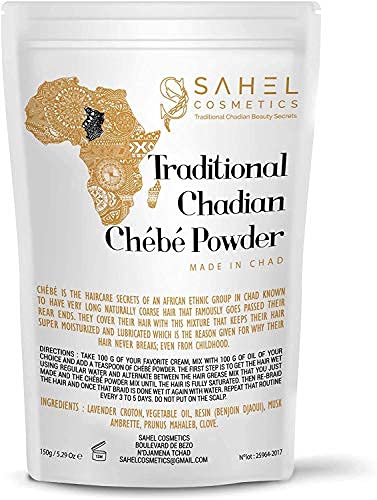 SAHEL
COSMETICS
Traditional Chadian Beauty Secrets
Traditional
Chadian
Chébé Powder
MADE IN CHAD
CHÉBÉ IS THE HAIRCARE SECRETS OF AN AFRICAN ETHNIC GROUP IN CHAD KNOWN
TO HAVE VERY LONG NATURALLY COARSE HAIR THAT FAMOUSLY GOES PASSED THEIR
REAR ENDS. THEY COVER THEIR HAIR WITH THIS MIXTURE THAT KEEPS THEIR HAIR
SUPER MOISTURIZED AND LUBRICATED WHICH IS THE REASON GIVEN FOR WHY THEIR
HAIR NEVER BREAKS; EVEN FROM CHILDHOOD.
DIRECTIONS : TAKE 100 G OF YOUR FAVORITE CREAM, MIX WITH 100 G OF OIL OF YOUR
CHOICE AND ADD A TEASPOON OF CHÉBÉ POWDER. THE FIRST STEP IS TO GET THE HAIR WET
USING REGULAR WATER AND ALTERNATE BETWEEN THE HAIR GREASE MIX THAT YOU JUST
MADE AND THE CHÉBÉ POWDER MIX UNTIL THE HAIR IS FULLY SATURATED. THEN RE-BRAID
THE HAIR AND ONCE THAT BRAID IS DONE WET IT AGAIN WITH WATER. REPEAT THAT ROUTINE
EVERY 3 TO 5 DAYS. DO NOT PUT ON THE SCALP.
INGREDIENTS : LAVENDER CROTON, VEGETABLE OIL, RESIN (BENJOIN DJAOUI), MUSK
AMBRETTE, PRUNUS MAHALEB, CLOVE.
SAHEL COSMETICS
BOULEVARD DE BEZO
N'DJAMENA TCHAD
150g / 5.29 Oz ℮
12M
SAHELCOSMETICS@GMAIL.COM
N°lot : 25964-2017